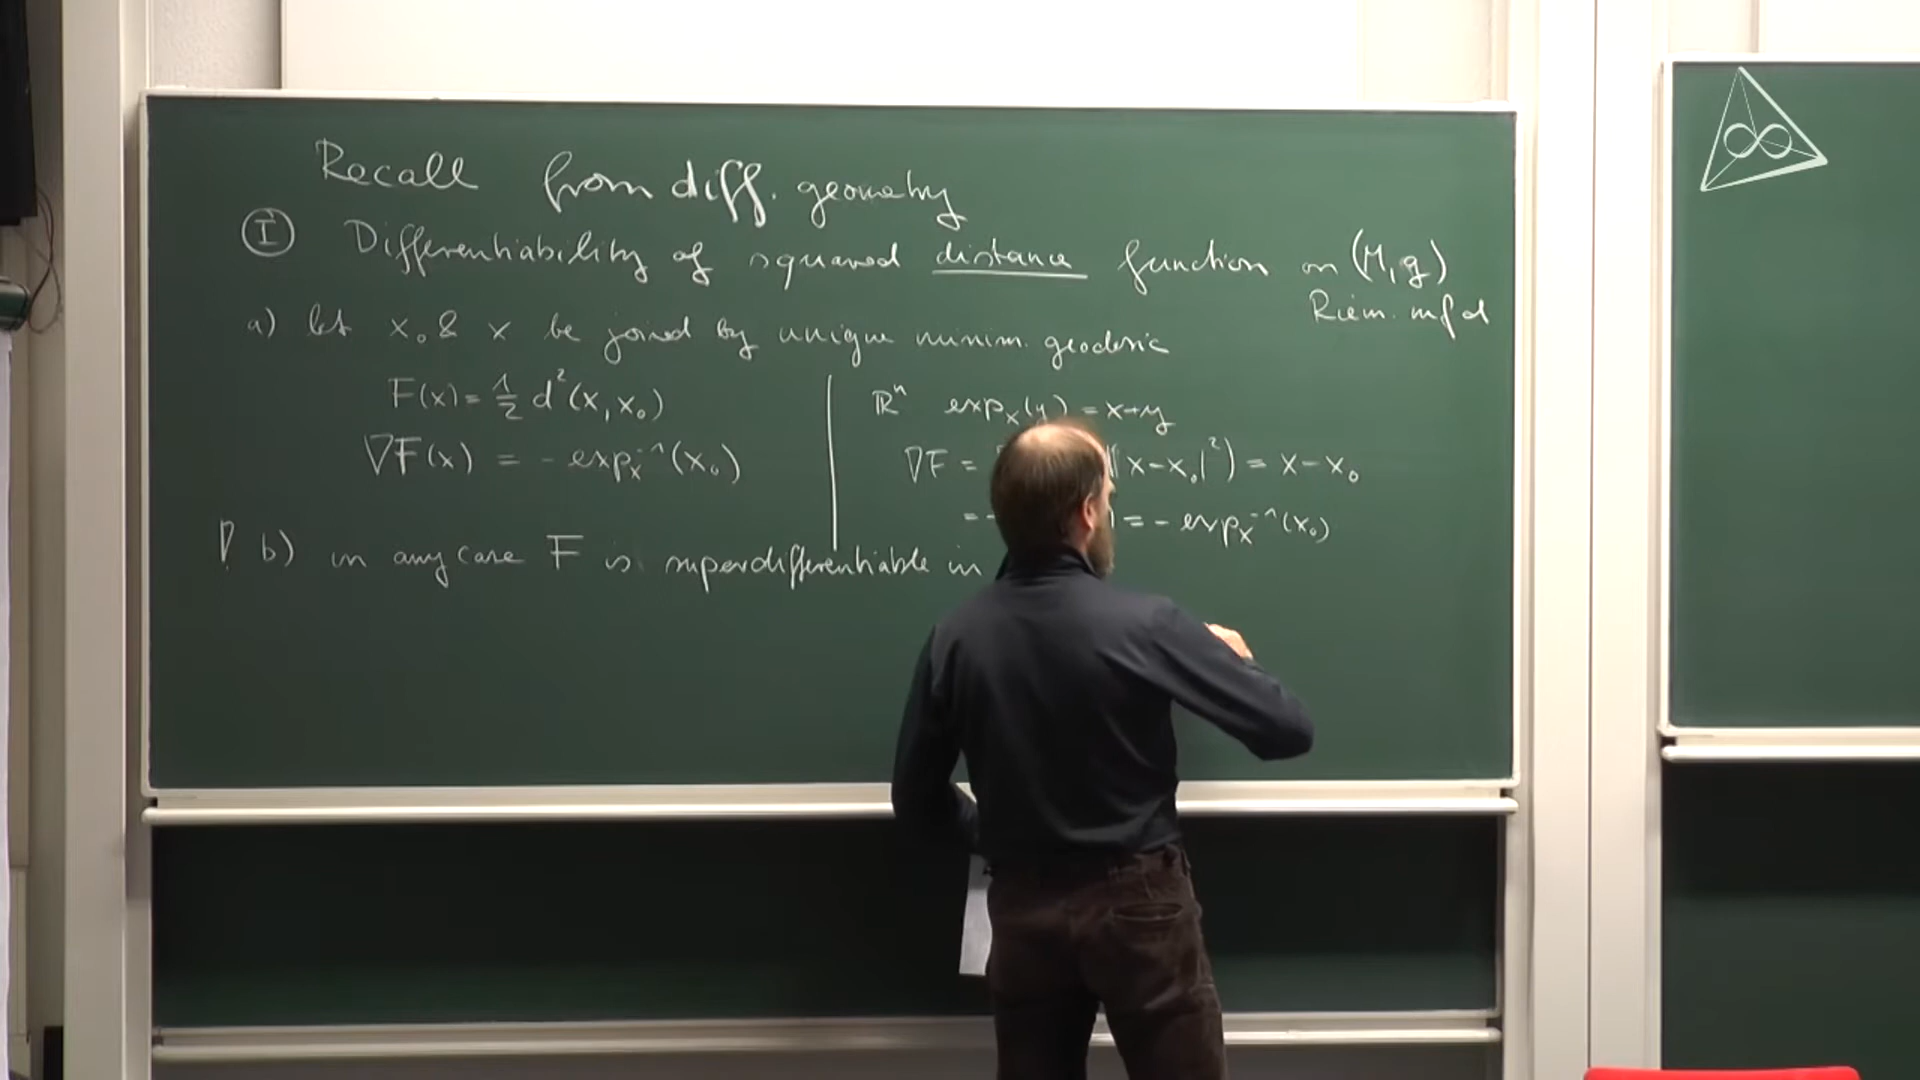 Recall from diff. geometry
Ⅰ Differentiability of squared distance function on (M, g)
Riem. mfd
a) let x₀ & x be joined by unique minim. geodesic
F(x) = ½ d²(x, x₀)
∇F(x) = - expₓ⁻¹(x₀)
ℝⁿ expₓ(y) = x+y
∇F = |x-x₀|²) = x-x₀
= - = - expₓ⁻¹(x₀)
! b) in any case F is superdifferentiable in